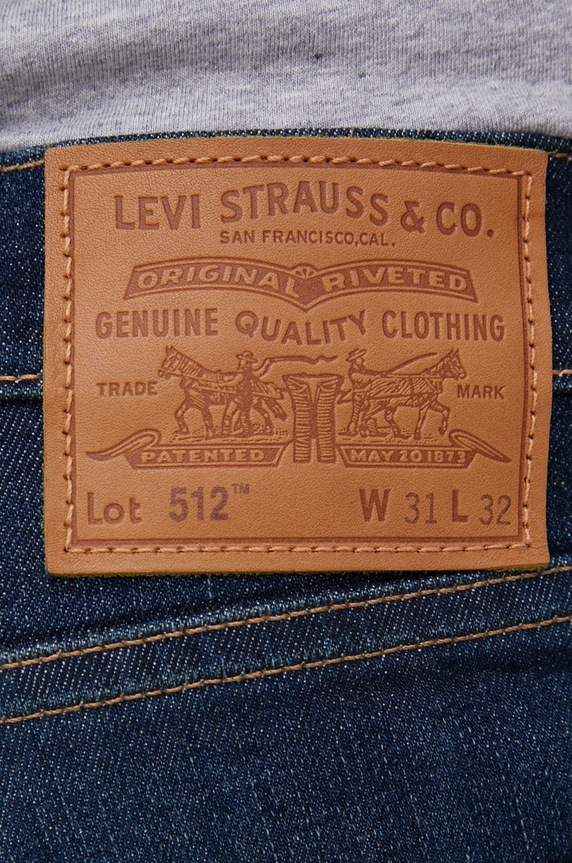 LEVI STRAUSS & CO.
SAN FRANCISCO, CAL.
ORIGINAL RIVETED
GENUINE QUALITY CLOTHING
TRADE MARK
PATENTED MAY 20 1873
Lot 512™ W 31 L 32